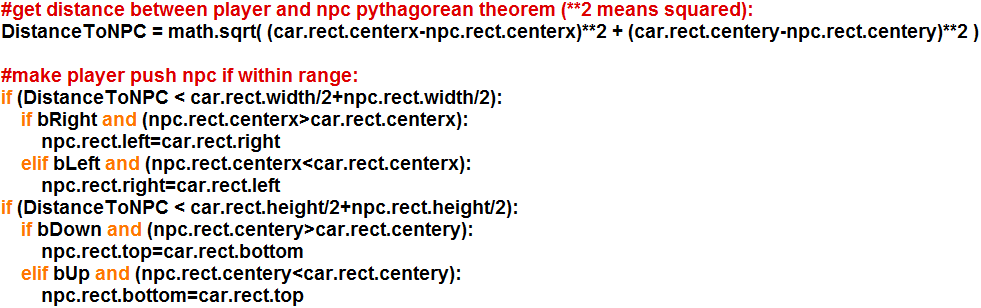 #get distance between player and npc pythagorean theorem (**2 means squared):
DistanceToNPC = math.sqrt( (car.rect.centerx-npc.rect.centerx)**2 + (car.rect.centery-npc.rect.centery)**2 )
#make player push npc if within range:
if (DistanceToNPC < car.rect.width/2+npc.rect.width/2):
    if bRight and (npc.rect.centerx>car.rect.centerx):
        npc.rect.left=car.rect.right
    elif bLeft and (npc.rect.centerx<car.rect.centerx):
        npc.rect.right=car.rect.left
if (DistanceToNPC < car.rect.height/2+npc.rect.height/2):
    if bDown and (npc.rect.centery>car.rect.centery):
        npc.rect.top=car.rect.bottom
    elif bUp and (npc.rect.centery<car.rect.centery):
        npc.rect.bottom=car.rect.top